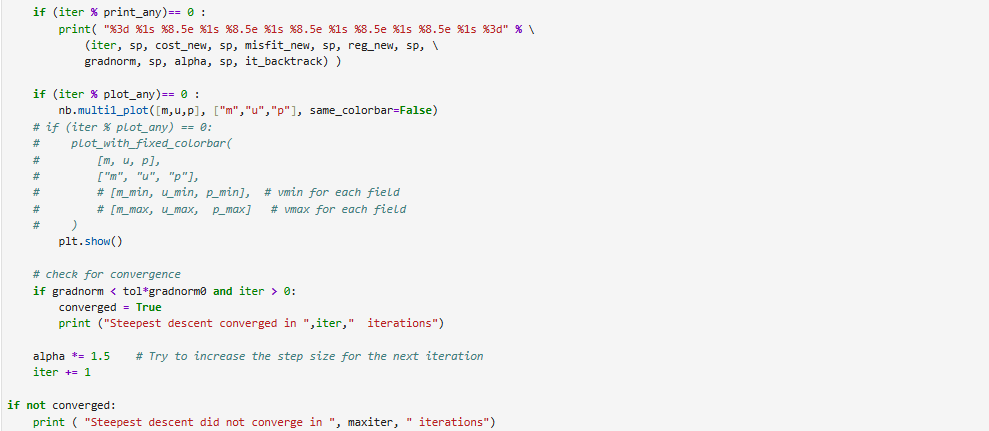 if (iter % print_any)== 0 :
print( "%3d %1s %8.5e %1s %8.5e %1s %8.5e %1s %8.5e %1s %8.5e %1s %3d" % \
(iter, sp, cost_new, sp, misfit_new, sp, reg_new, sp, \
gradnorm, sp, alpha, sp, it_backtrack) )
if (iter % plot_any)== 0 :
nb.multi1_plot([m,u,p], ["m","u","p"], same_colorbar=False)
# if (iter % plot_any) == 0:
# plot_with_fixed_colorbar(
# [m, u, p],
# ["m", "u", "p"],
# # [m_min, u_min, p_min], # vmin for each field
# # [m_max, u_max, p_max] # vmax for each field
# )
plt.show()
# check for convergence
if gradnorm < tol*gradnorm0 and iter > 0:
converged = True
print ("Steepest descent converged in ",iter," iterations")
alpha *= 1.5 # Try to increase the step size for the next iteration
iter += 1
if not converged:
print ( "Steepest descent did not converge in ", maxiter, " iterations")